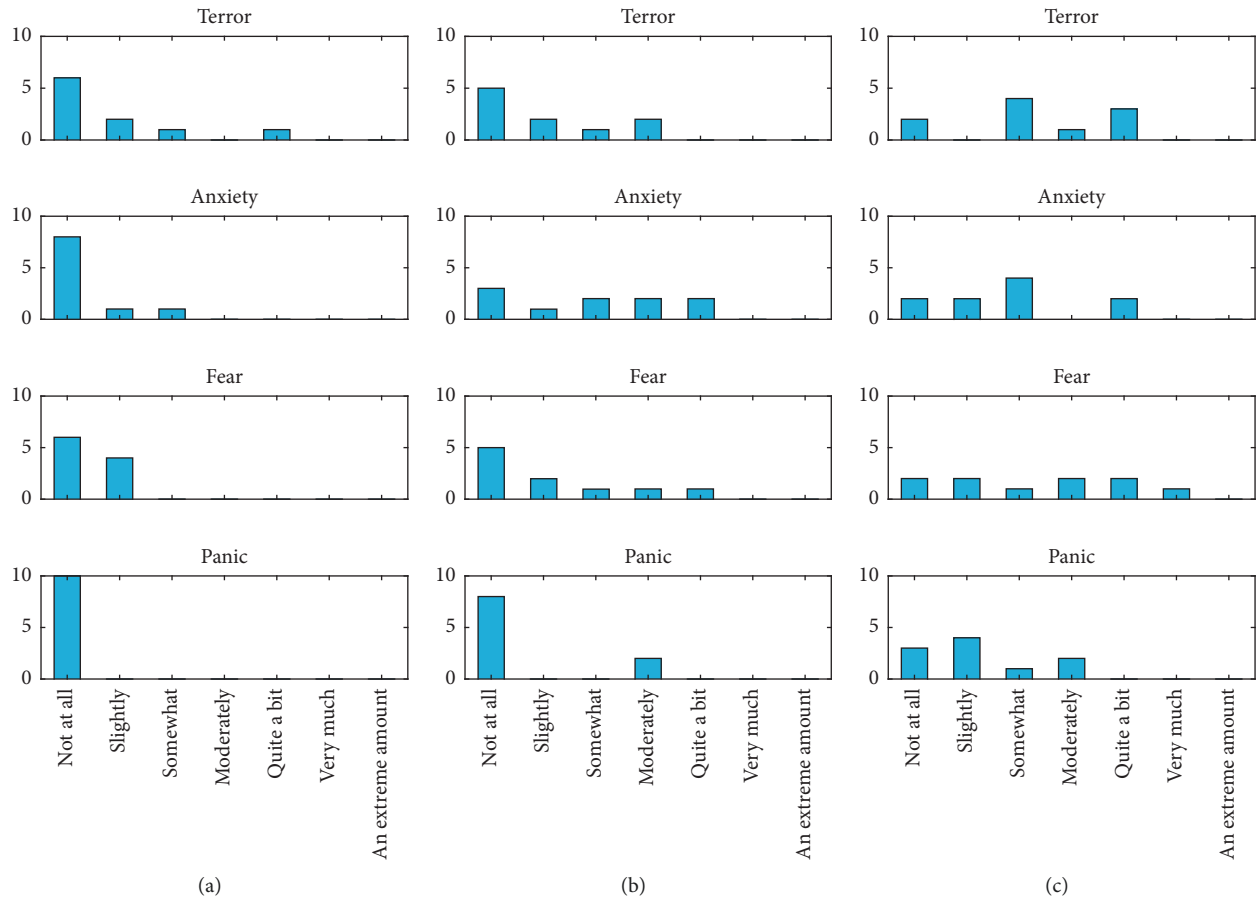 Terror
10
5
0
Anxiety
10
5
0
Fear
10
5
0
Panic
10
5
0
Not at all
Slightly
Somewhat
Moderately
Quite a bit
Very much
An extreme amount
(a)
Terror
10
5
0
Anxiety
10
5
0
Fear
10
5
0
Panic
10
5
0
Not at all
Slightly
Somewhat
Moderately
Quite a bit
Very much
An extreme amount
(b)
Terror
10
5
0
Anxiety
10
5
0
Fear
10
5
0
Panic
10
5
0
Not at all
Slightly
Somewhat
Moderately
Quite a bit
Very much
An extreme amount
(c)